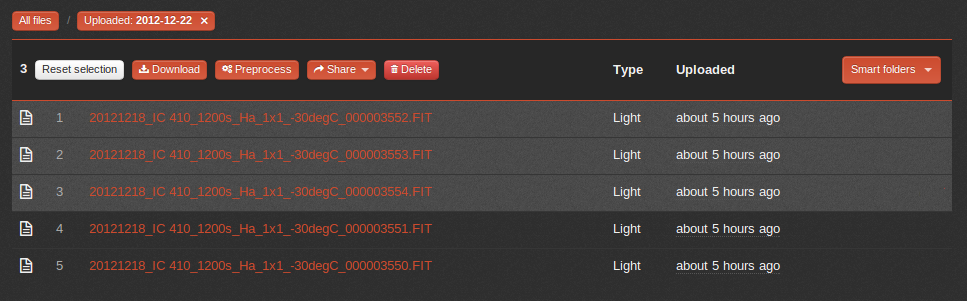 All files / Uploaded: 2012-12-22 ×
3 Reset selection Download Preprocess Share Delete Type Uploaded Smart folders
1 20121218_IC 410_1200s_Ha_1x1_-30degC_000003552.FIT Light about 5 hours ago
2 20121218_IC 410_1200s_Ha_1x1_-30degC_000003553.FIT Light about 5 hours ago
3 20121218_IC 410_1200s_Ha_1x1_-30degC_000003554.FIT Light about 5 hours ago
4 20121218_IC 410_1200s_Ha_1x1_-30degC_000003551.FIT Light about 5 hours ago
5 20121218_IC 410_1200s_Ha_1x1_-30degC_000003550.FIT Light about 5 hours ago